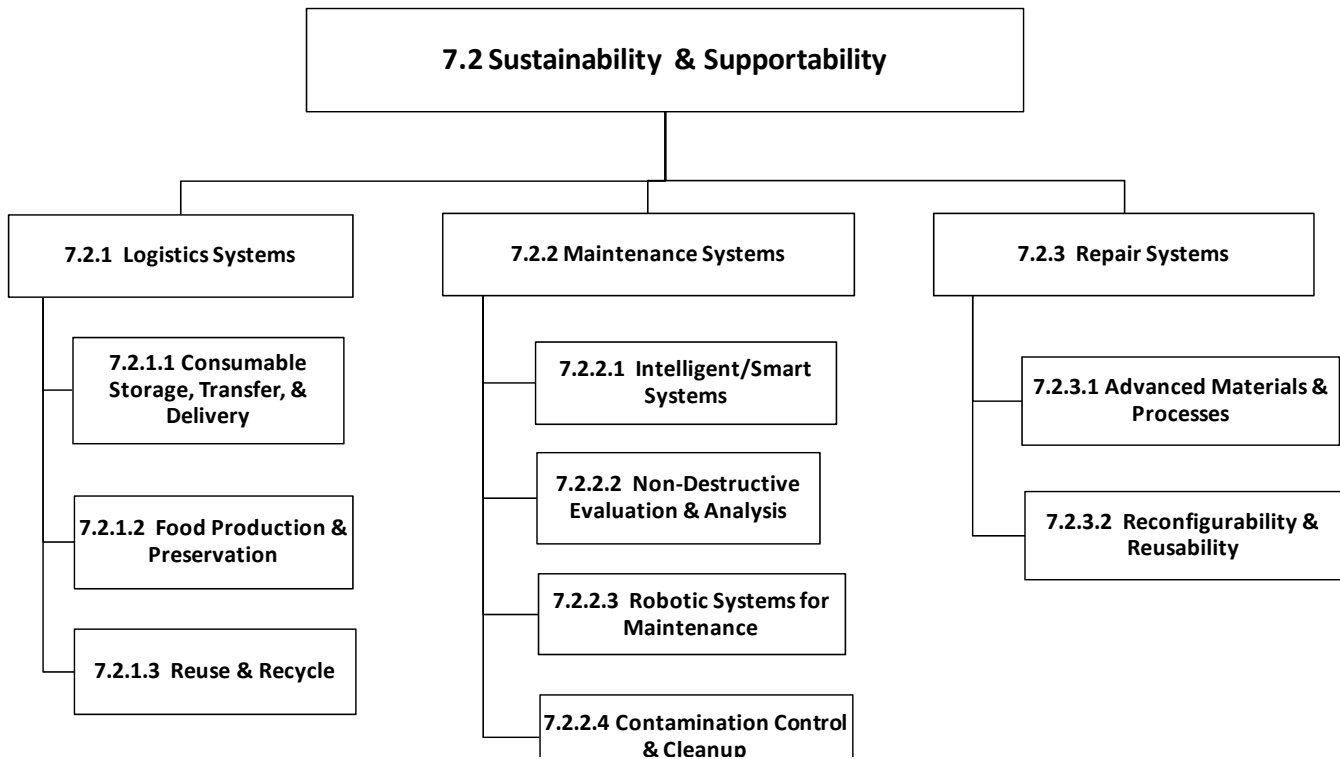 7.2 Sustainability & Supportability
7.2.1 Logistics Systems
7.2.1.1 Consumable
Storage, Transfer, &
Delivery
7.2.1.2 Food Production &
Preservation
7.2.1.3 Reuse & Recycle
7.2.2 Maintenance Systems
7.2.2.1 Intelligent/Smart
Systems
7.2.2.2 Non-Destructive
Evaluation & Analysis
7.2.2.3 Robotic Systems for
Maintenance
7.2.2.4 Contamination Control
& Cleanup
7.2.3 Repair Systems
7.2.3.1 Advanced Materials &
Processes
7.2.3.2 Reconfigurability &
Reusability